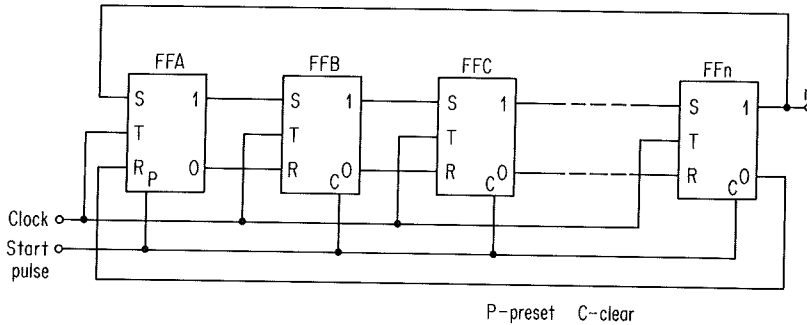 FFA FFB FFC FFn
S 1 S 1 S 1 S 1
T T T T
R 0 R 0 R 0 R 0
P C C C
Clock
Start
pulse
P-preset C-clear